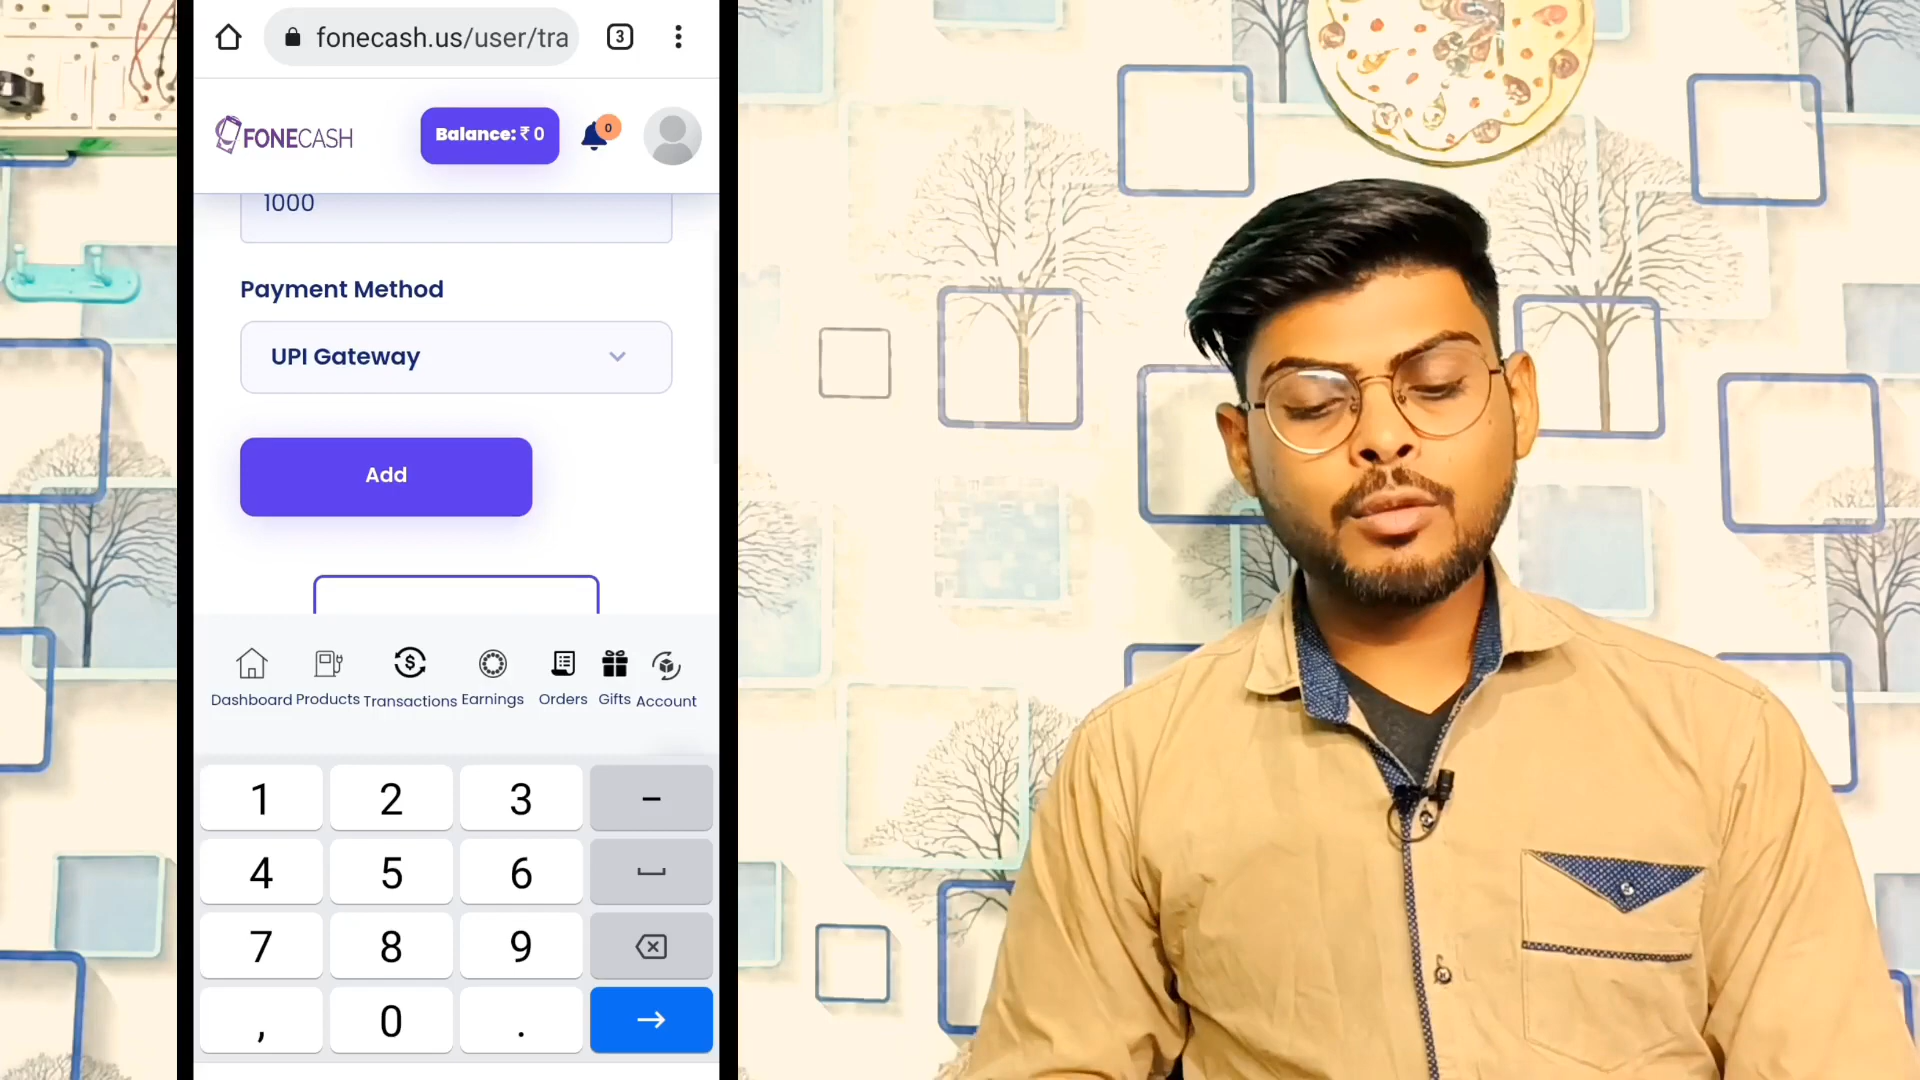 fonecash.us/user/tra
3
FONECASH
Balance: ₹ 0
0
1000
Payment Method
UPI Gateway
Add
Dashboard Products Transactions Earnings Orders Gifts Account
1 2 3 –
4 5 6
7 8 9
, 0 .